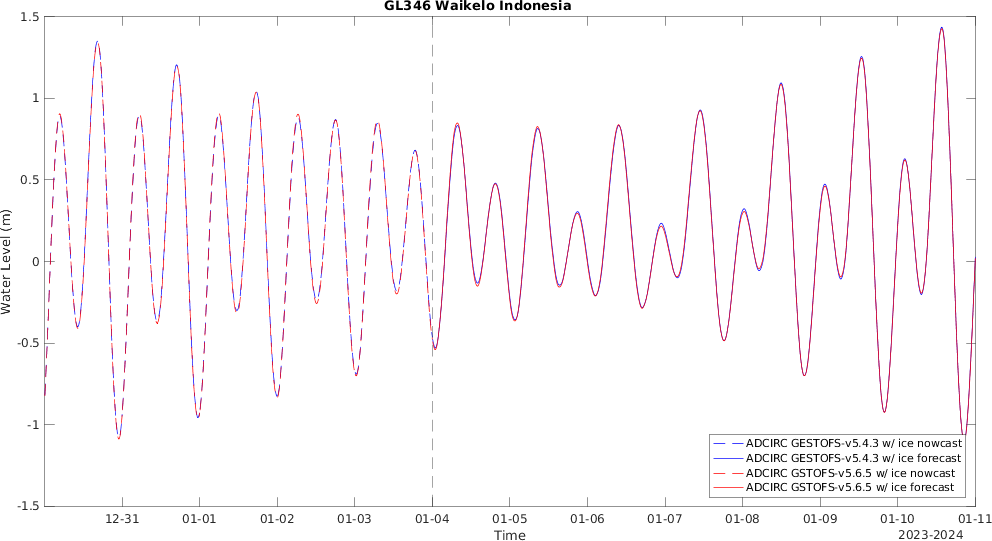 GL346 Waikelo Indonesia
1.5
1
0.5
0
-0.5
-1
-1.5
Water Level (m)
12-31
01-01
01-02
01-03
01-04
01-05
01-06
01-07
01-08
01-09
01-10
01-11
Time
2023-2024
ADCIRC GESTOFS-v5.4.3 w/ ice nowcast
ADCIRC GESTOFS-v5.4.3 w/ ice forecast
ADCIRC GSTOFS-v5.6.5 w/ ice nowcast
ADCIRC GSTOFS-v5.6.5 w/ ice forecast